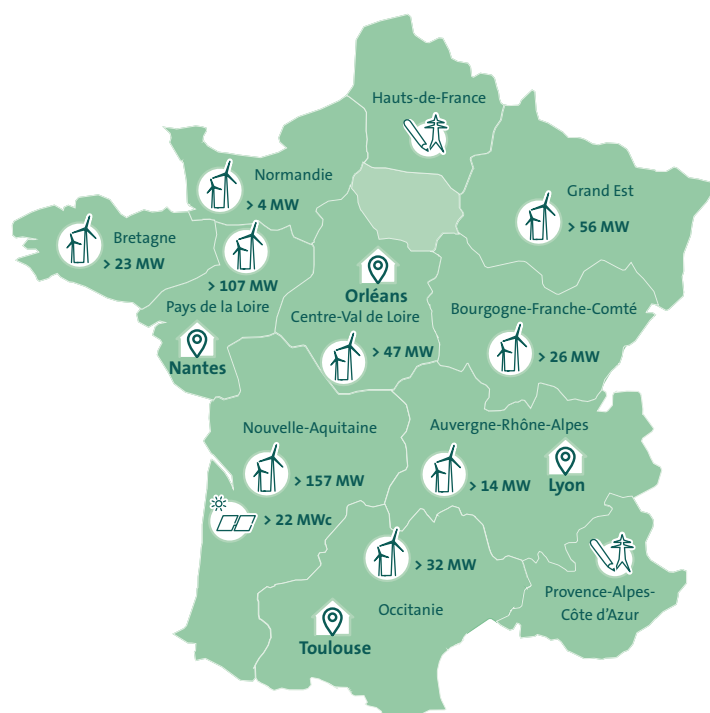 Hauts-de-France
Normandie
> 4 MW
Grand Est
> 56 MW
Bretagne
> 23 MW
> 107 MW
Pays de la Loire
Nantes
Orléans
Centre-Val de Loire
> 47 MW
Bourgogne-Franche-Comté
> 26 MW
Nouvelle-Aquitaine
> 157 MW
> 22 MWc
Auvergne-Rhône-Alpes
> 14 MW
Lyon
> 32 MW
Occitanie
Toulouse
Provence-Alpes-
Côte d'Azur